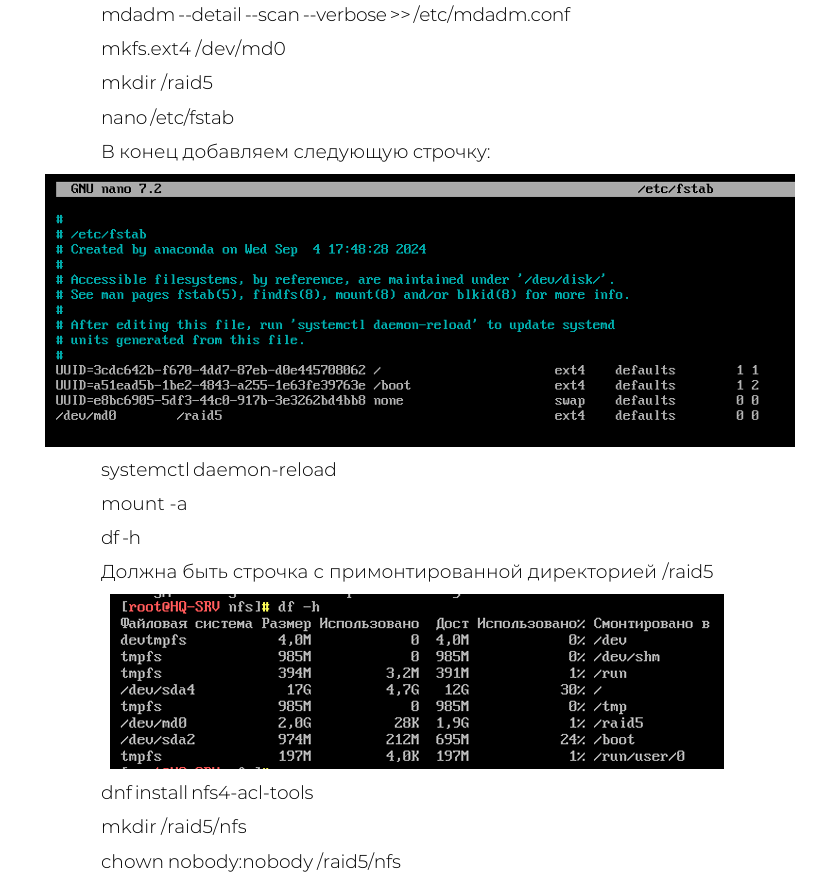 mdadm --detail --scan --verbose >> /etc/mdadm.conf
mkfs.ext4 /dev/md0
mkdir /raid5
nano /etc/fstab
В конец добавляем следующую строчку:
GNU nano 7.2 /etc/fstab
#
# /etc/fstab
# Created by anaconda on Wed Sep  4 17:48:28 2024
#
# Accessible filesystems, by reference, are maintained under '/dev/disk/'.
# See man pages fstab(5), findfs(8), mount(8) and/or blkid(8) for more info.
#
# After editing this file, run 'systemctl daemon-reload' to update systemd
# units generated from this file.
#
UUID=3cdc642b-f670-4dd7-87eb-d0e445708062 / ext4 defaults 1 1
UUID=a51ead5b-1be2-4843-a255-1e63fe39763e /boot ext4 defaults 1 2
UUID=e8bc6905-5df3-44c0-917b-3e3262bd4bb8 none swap defaults 0 0
/dev/md0 /raid5 ext4 defaults 0 0
systemctl daemon-reload
mount -a
df -h
Должна быть строчка с примонтированной директорией /raid5
[root@HQ-SRV nfs]# df -h
Файловая система Размер Использовано Дост Использовано% Смонтировано в
devtmpfs 4,0M 0 4,0M 0% /dev
tmpfs 985M 0 985M 0% /dev/shm
tmpfs 394M 3,2M 391M 1% /run
/dev/sda4 17G 4,7G 12G 30% /
tmpfs 985M 0 985M 0% /tmp
/dev/md0 2,0G 28K 1,9G 1% /raid5
/dev/sda2 974M 212M 695M 24% /boot
tmpfs 197M 4,0K 197M 1% /run/user/0
dnf install nfs4-acl-tools
mkdir /raid5/nfs
chown nobody:nobody /raid5/nfs